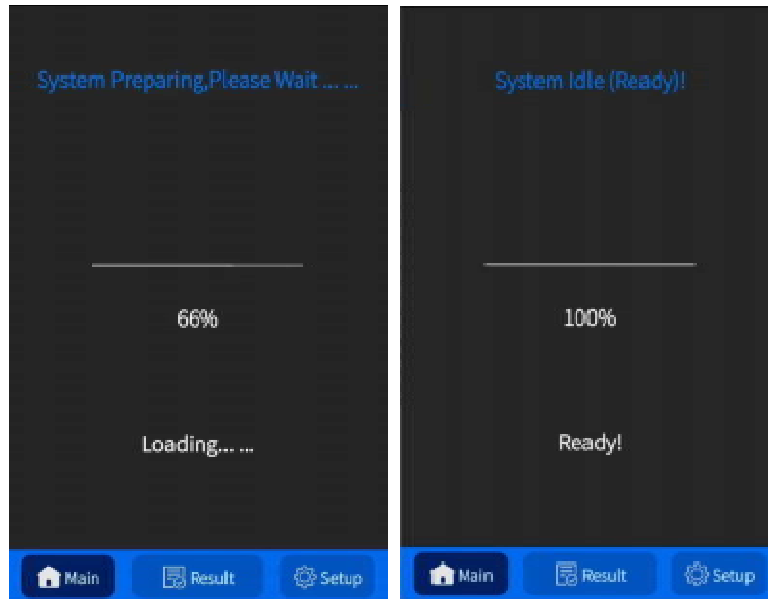 System Preparing,Please Wait ... ...
66%
Loading... ...
Main Result Setup
System Idle (Ready)!
100%
Ready!
Main Result Setup